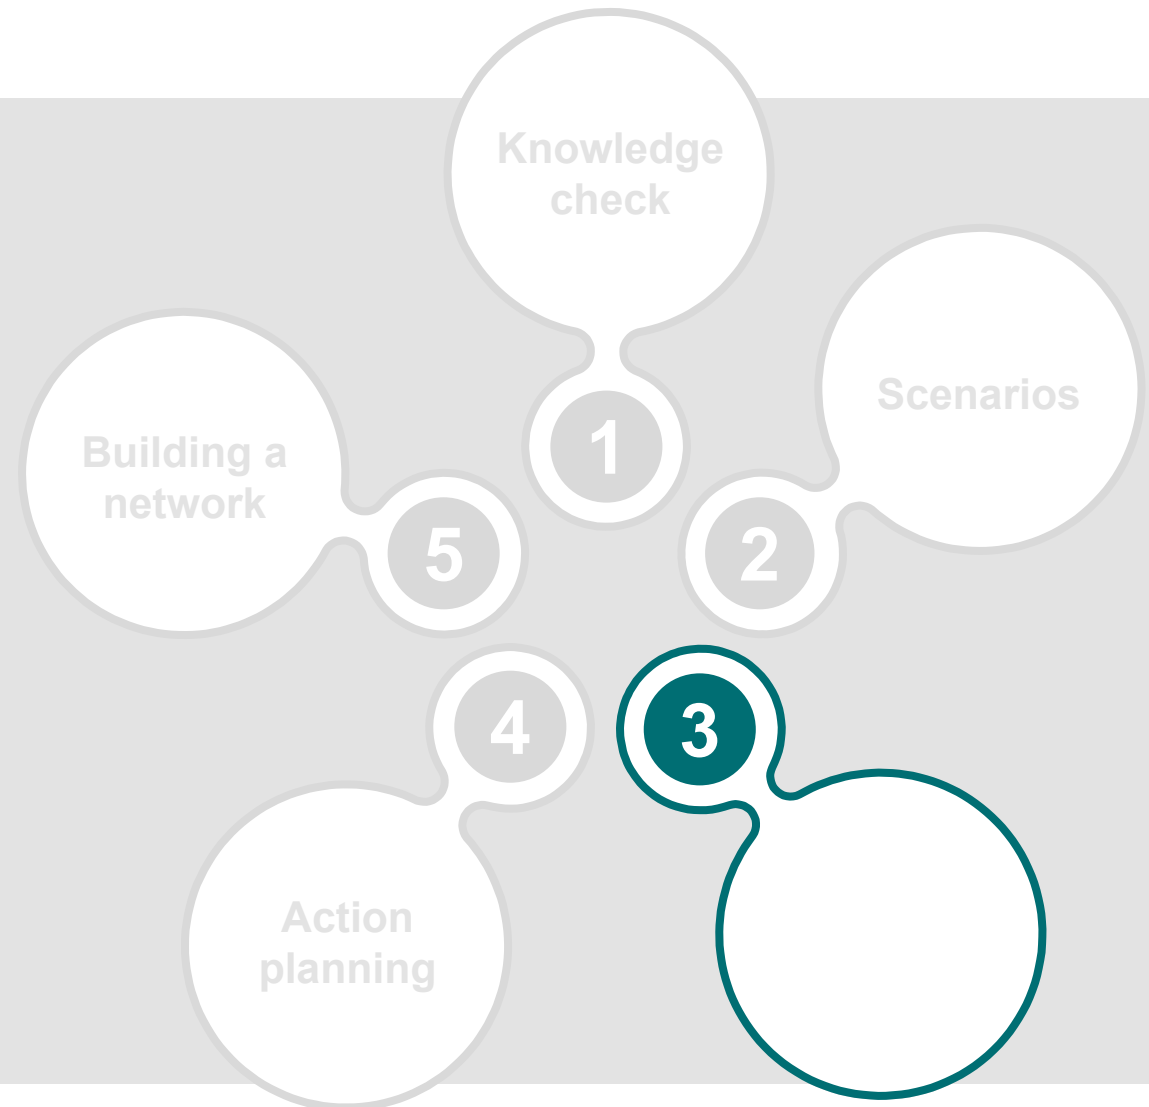 Knowledge
check
1
Scenarios
2
3
Action
planning
4
Building a
network
5